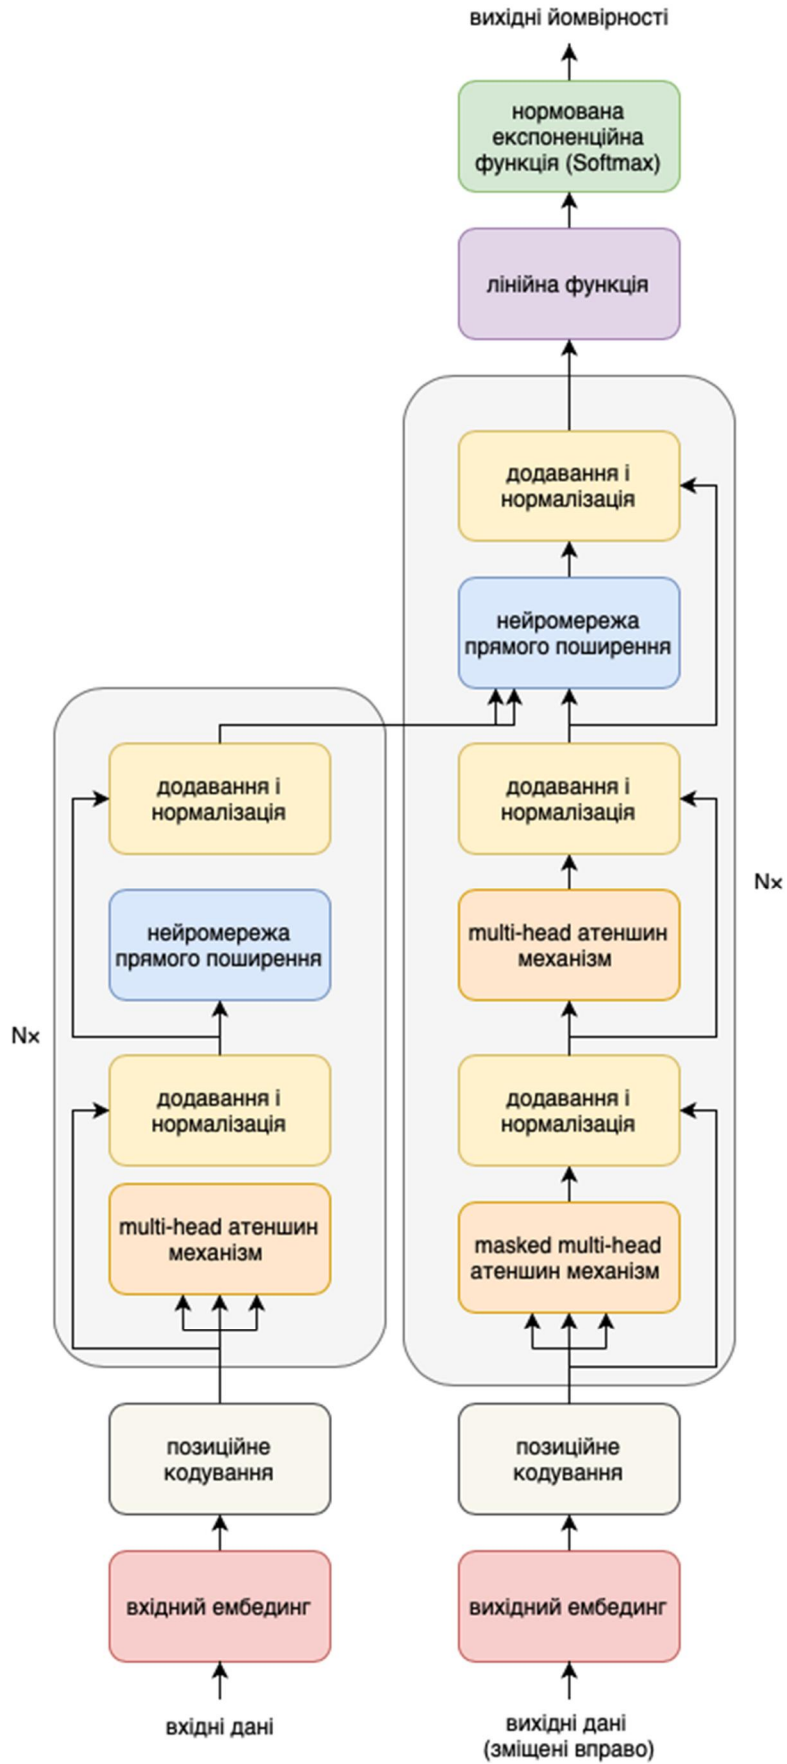 вихідні йомвірності
нормована
експоненційна
функція (Softmax)
лінійна функція
додавання і
нормалізація
нейромережа
прямого поширення
додавання і
нормалізація
multi-head атеншин
механізм
додавання і
нормалізація
masked multi-head
атеншин механізм
N×
позиційне
кодування
вихідний ембединг
вихідні дані
(зміщені вправо)
додавання і
нормалізація
нейромережа
прямого поширення
N×
додавання і
нормалізація
multi-head атеншин
механізм
позиційне
кодування
вхідний ембединг
вхідні дані